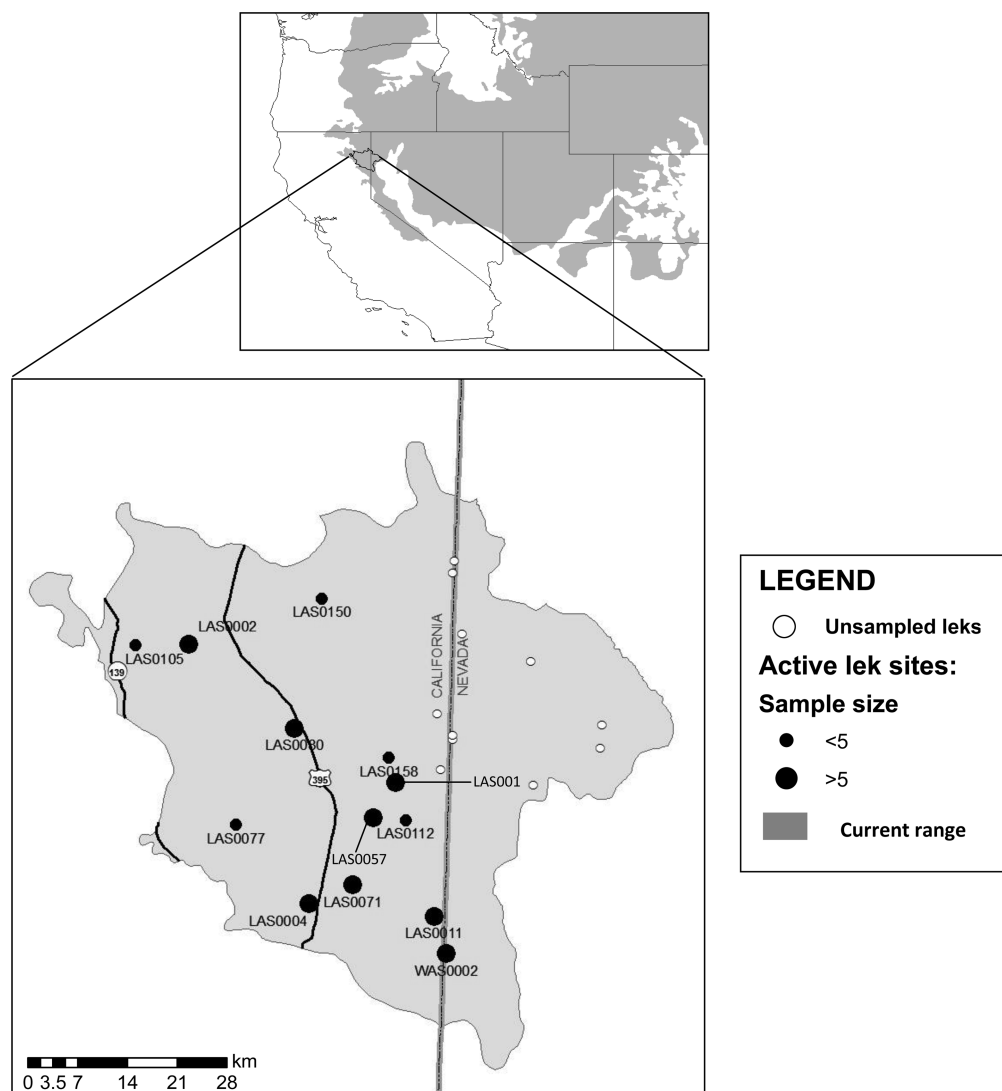 LAS0150
LAS0002
LAS0105
139
CALIFORNIA
NEVADA
LAS0030
LAS0158
395
LAS001
LAS0077
LAS0112
LAS0057
LAS0071
LAS0004
LAS0011
WAS0002
km
0 3.5 7 14 21 28
LEGEND
Unsampled leks
Active lek sites:
Sample size
<5
>5
Current range